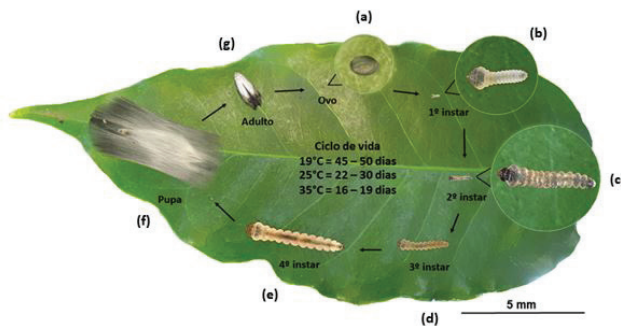 (a)
(g)
(b)
Ovo
1º instar
Adulto
Ciclo de vida
19°C = 45 – 50 dias
25°C = 22 – 30 dias
35°C = 16 – 19 dias
(c
2º instar
Pupa
(f)
4º instar
3º instar
(e)
(d)
5 mm